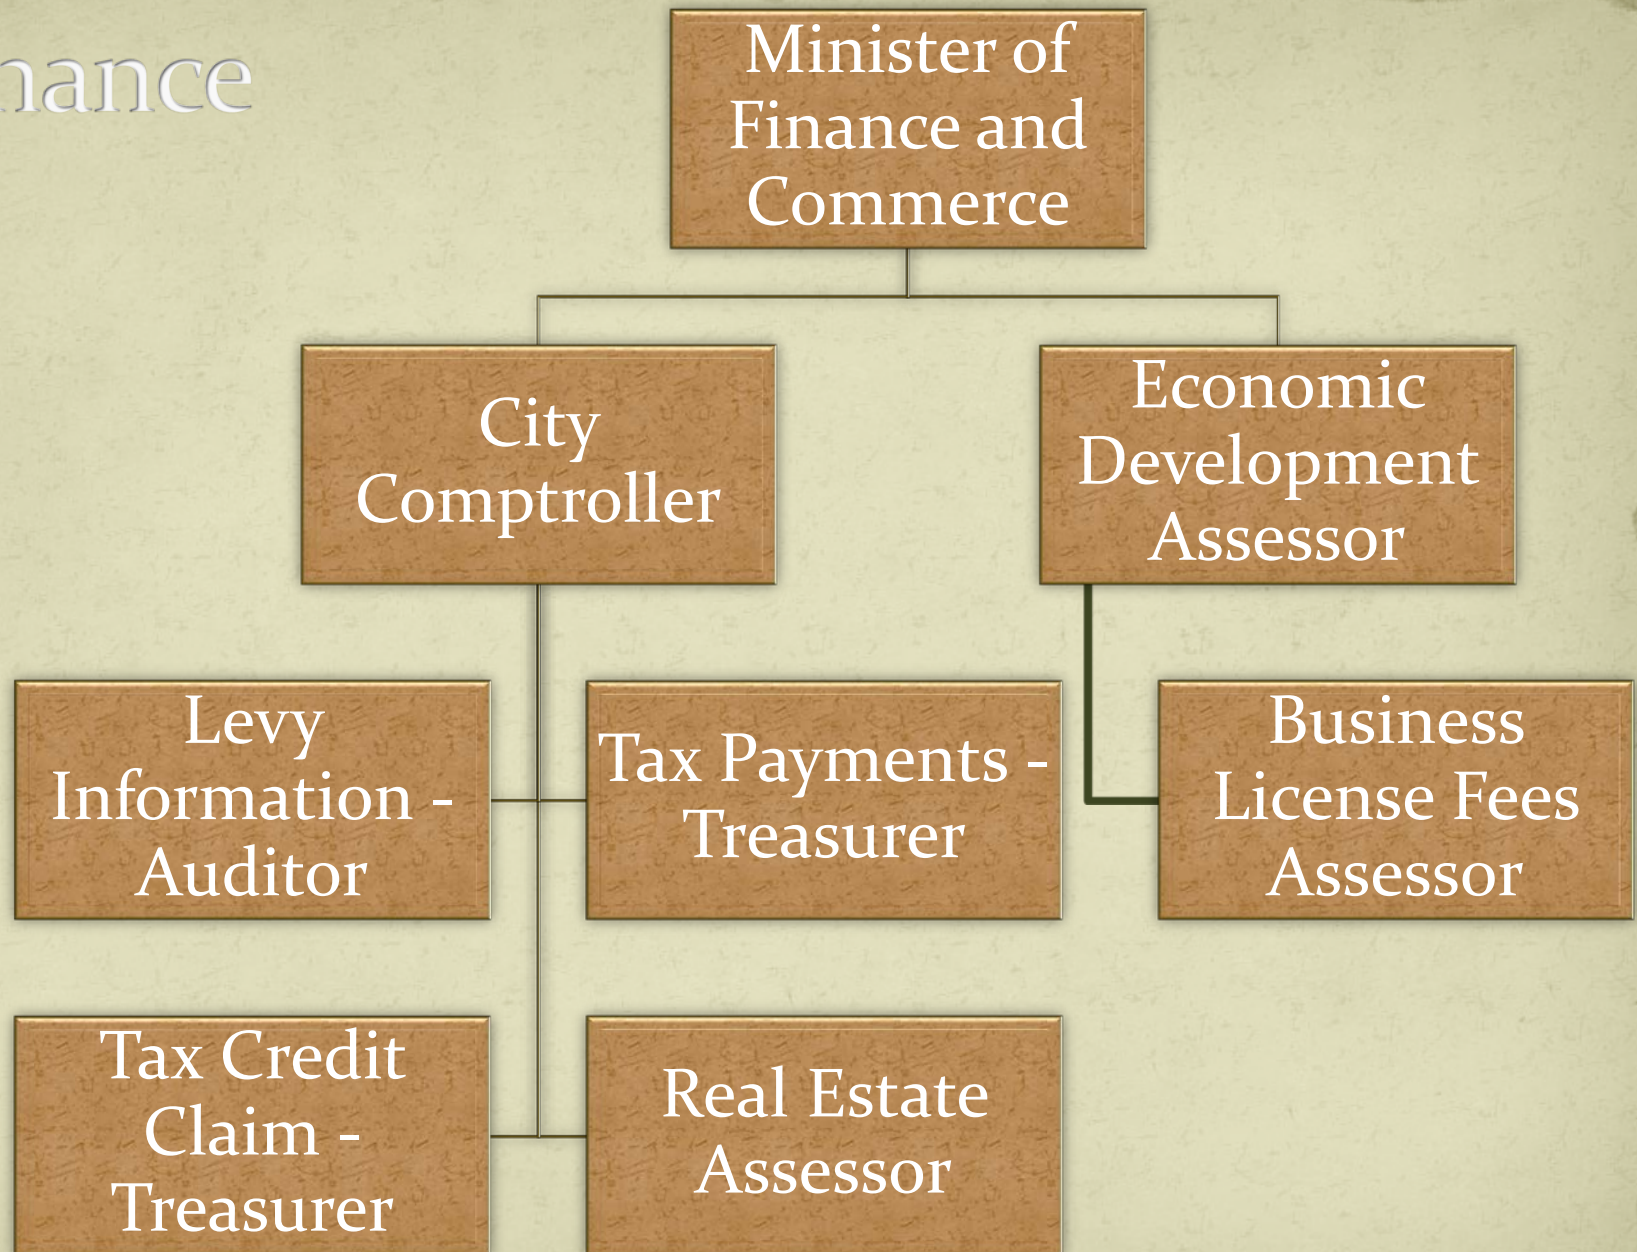 nance
Minister of
Finance and
Commerce
City
Comptroller
Economic
Development
Assessor
Levy
Information -
Auditor
Tax Payments -
Treasurer
Business
License Fees
Assessor
Tax Credit
Claim -
Treasurer
Real Estate
Assessor